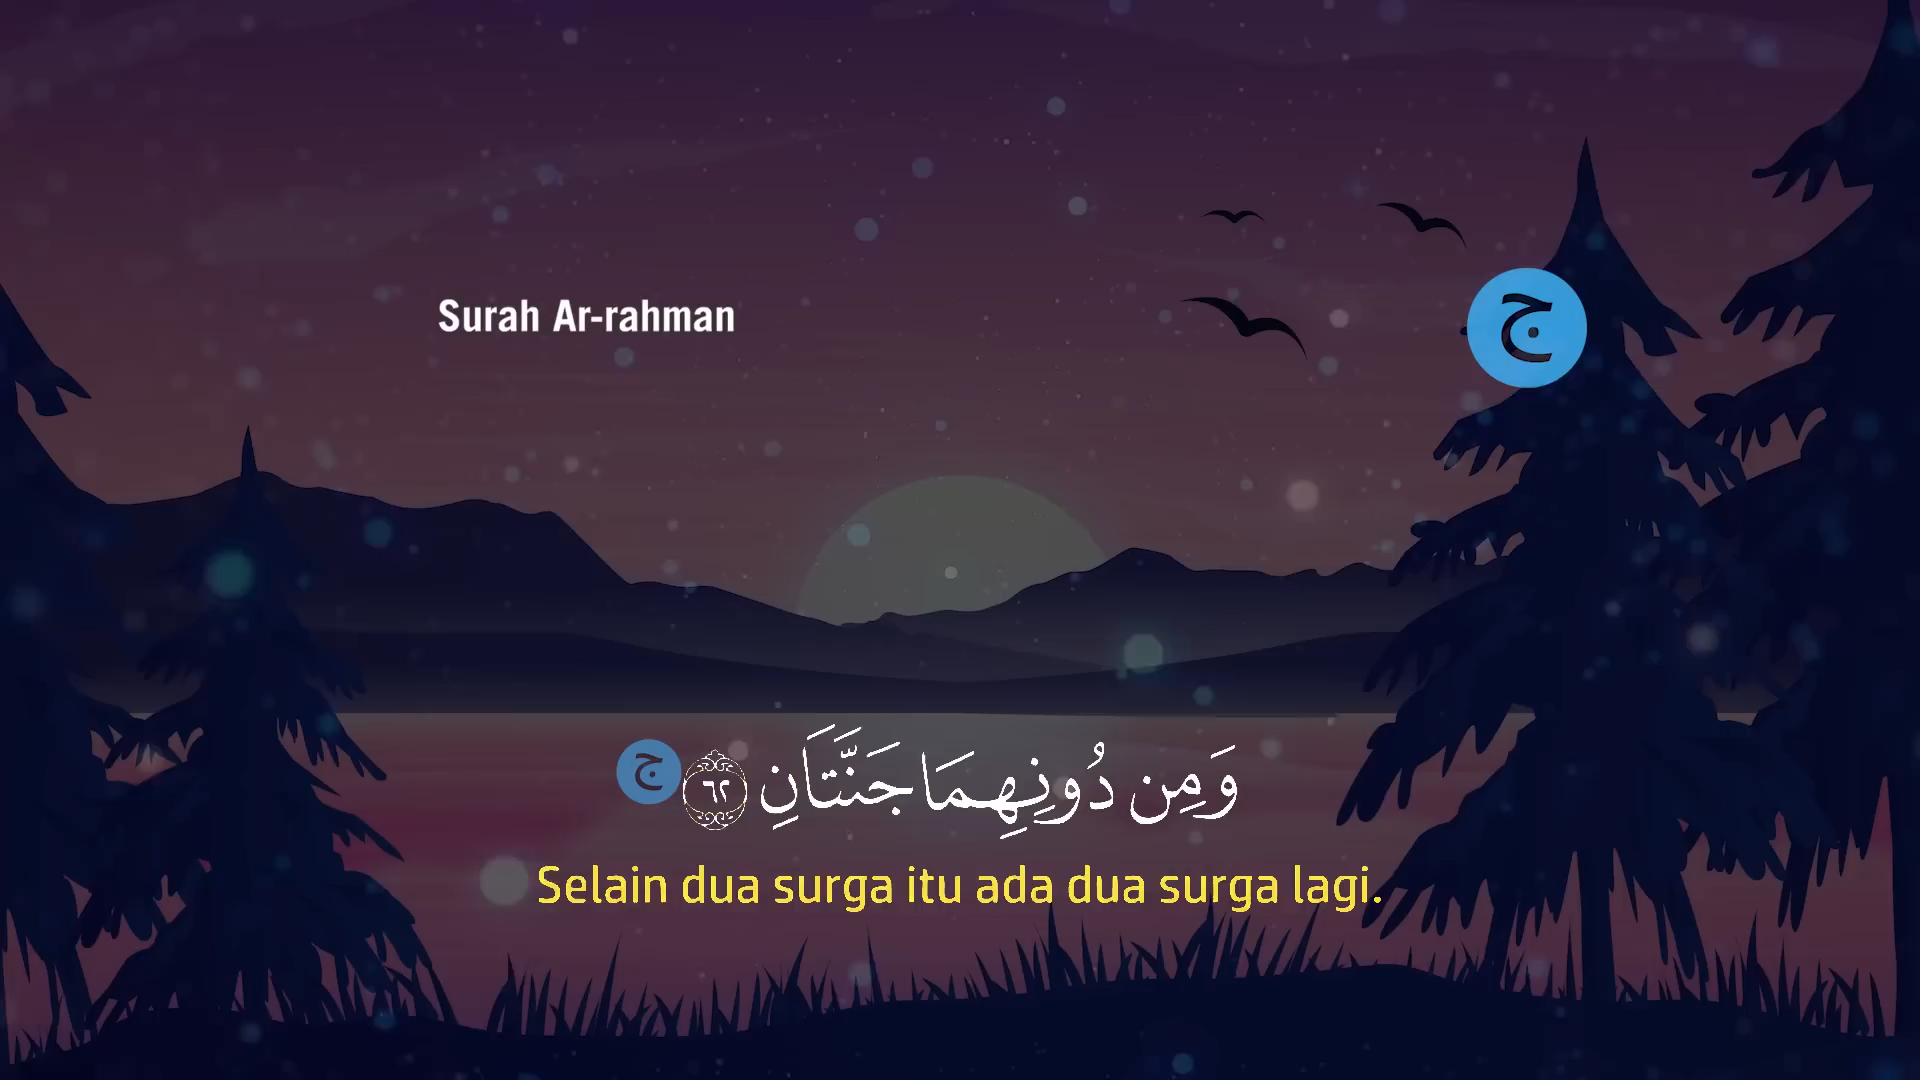 Surah Ar-rahman
ج
وَمِن دُونِهِمَا جَنَّتَانِ ٦٢ ج
Selain dua surga itu ada dua surga lagi.